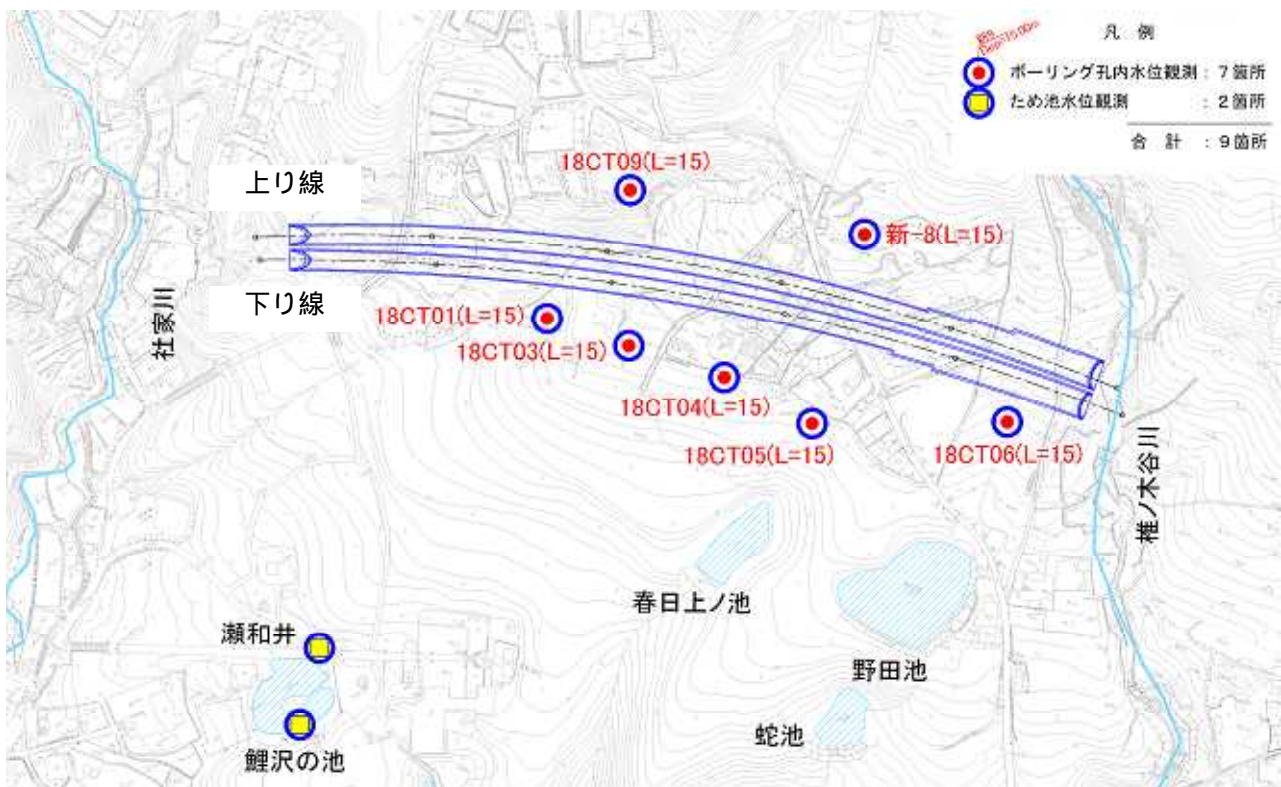 凡 例
ボーリング孔内水位観測 : 7箇所
ため池水位観測 : 2箇所
合 計 : 9箇所
18CT09(L=15)
上り線
新-8(L=15)
下り線
社家川
18CT01(L=15)
18CT03(L=15)
18CT04(L=15)
18CT05(L=15)
18CT06(L=15)
椎ノ木谷川
春日上ノ池
瀬和井
野田池
蛇池
鯉沢の池